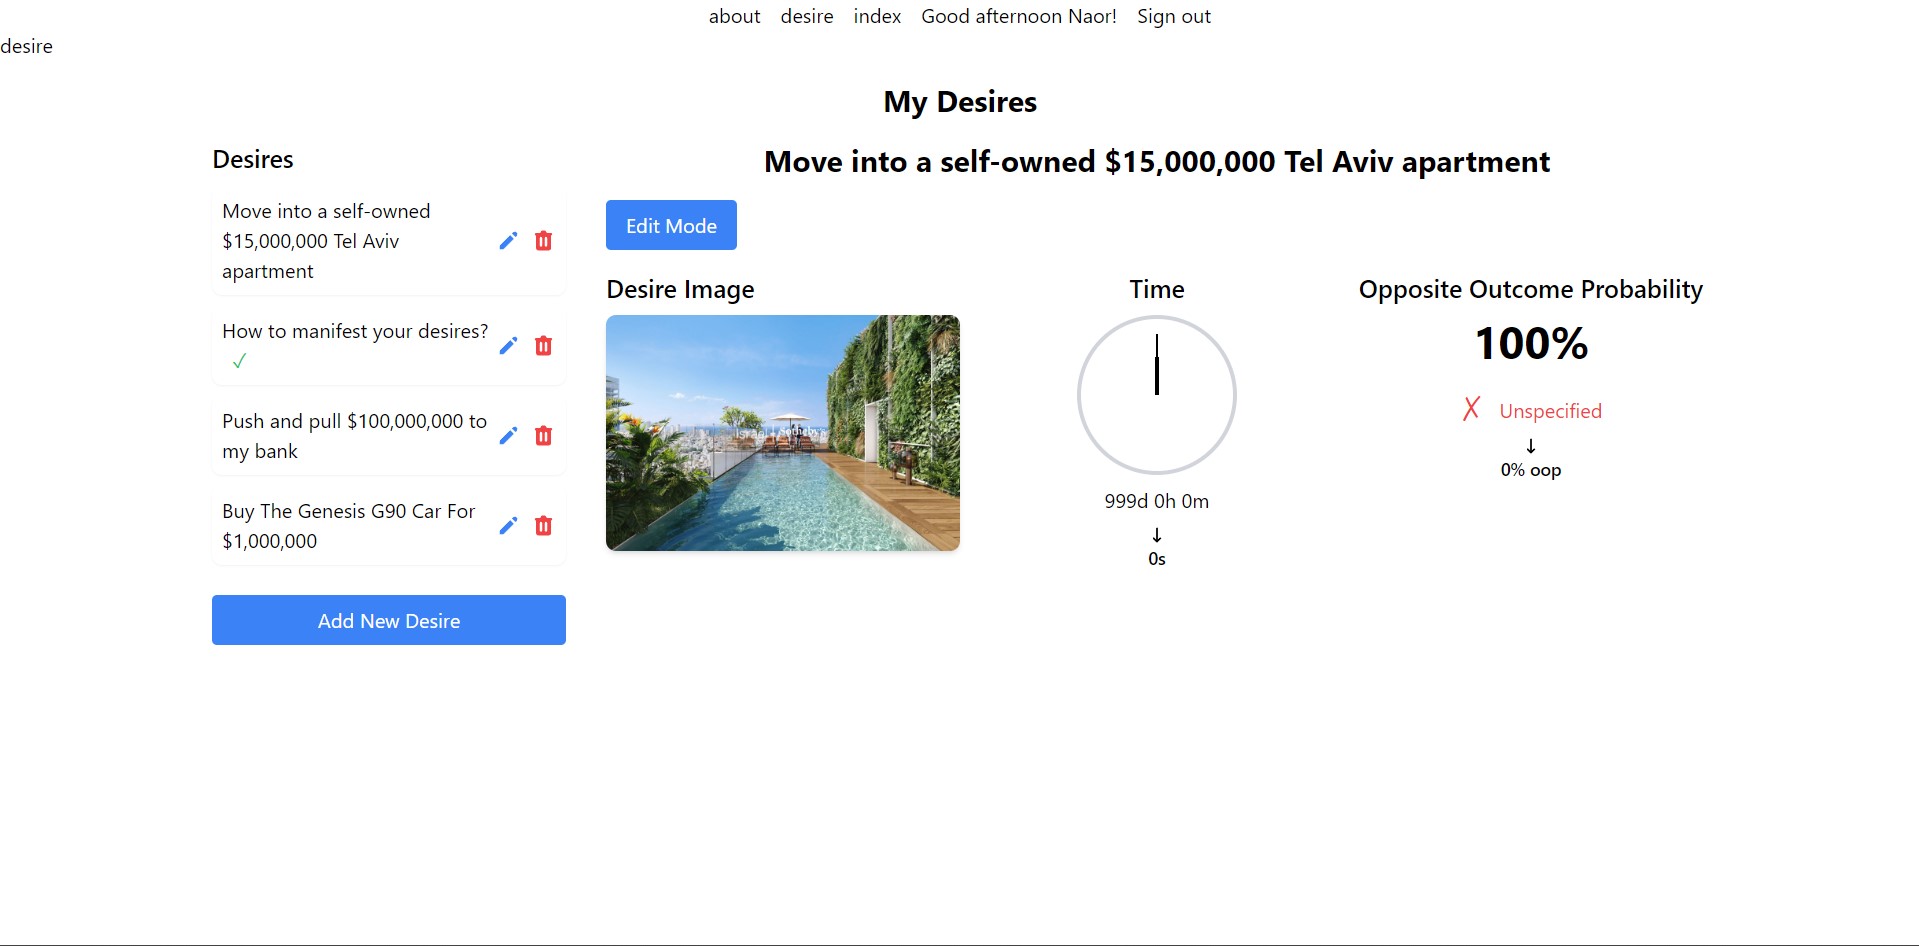 about desire index Good afternoon Naor! Sign out
desire
My Desires
Desires
Move into a self-owned
$15,000,000 Tel Aviv
apartment
How to manifest your desires?
✓
Push and pull $100,000,000 to
my bank
Buy The Genesis G90 Car For
$1,000,000
Add New Desire
Move into a self-owned $15,000,000 Tel Aviv apartment
Edit Mode
Desire Image
Israel Sotheby's
Time
999d 0h 0m
↓
0s
Opposite Outcome Probability
100%
✗ Unspecified
↓
0% oop